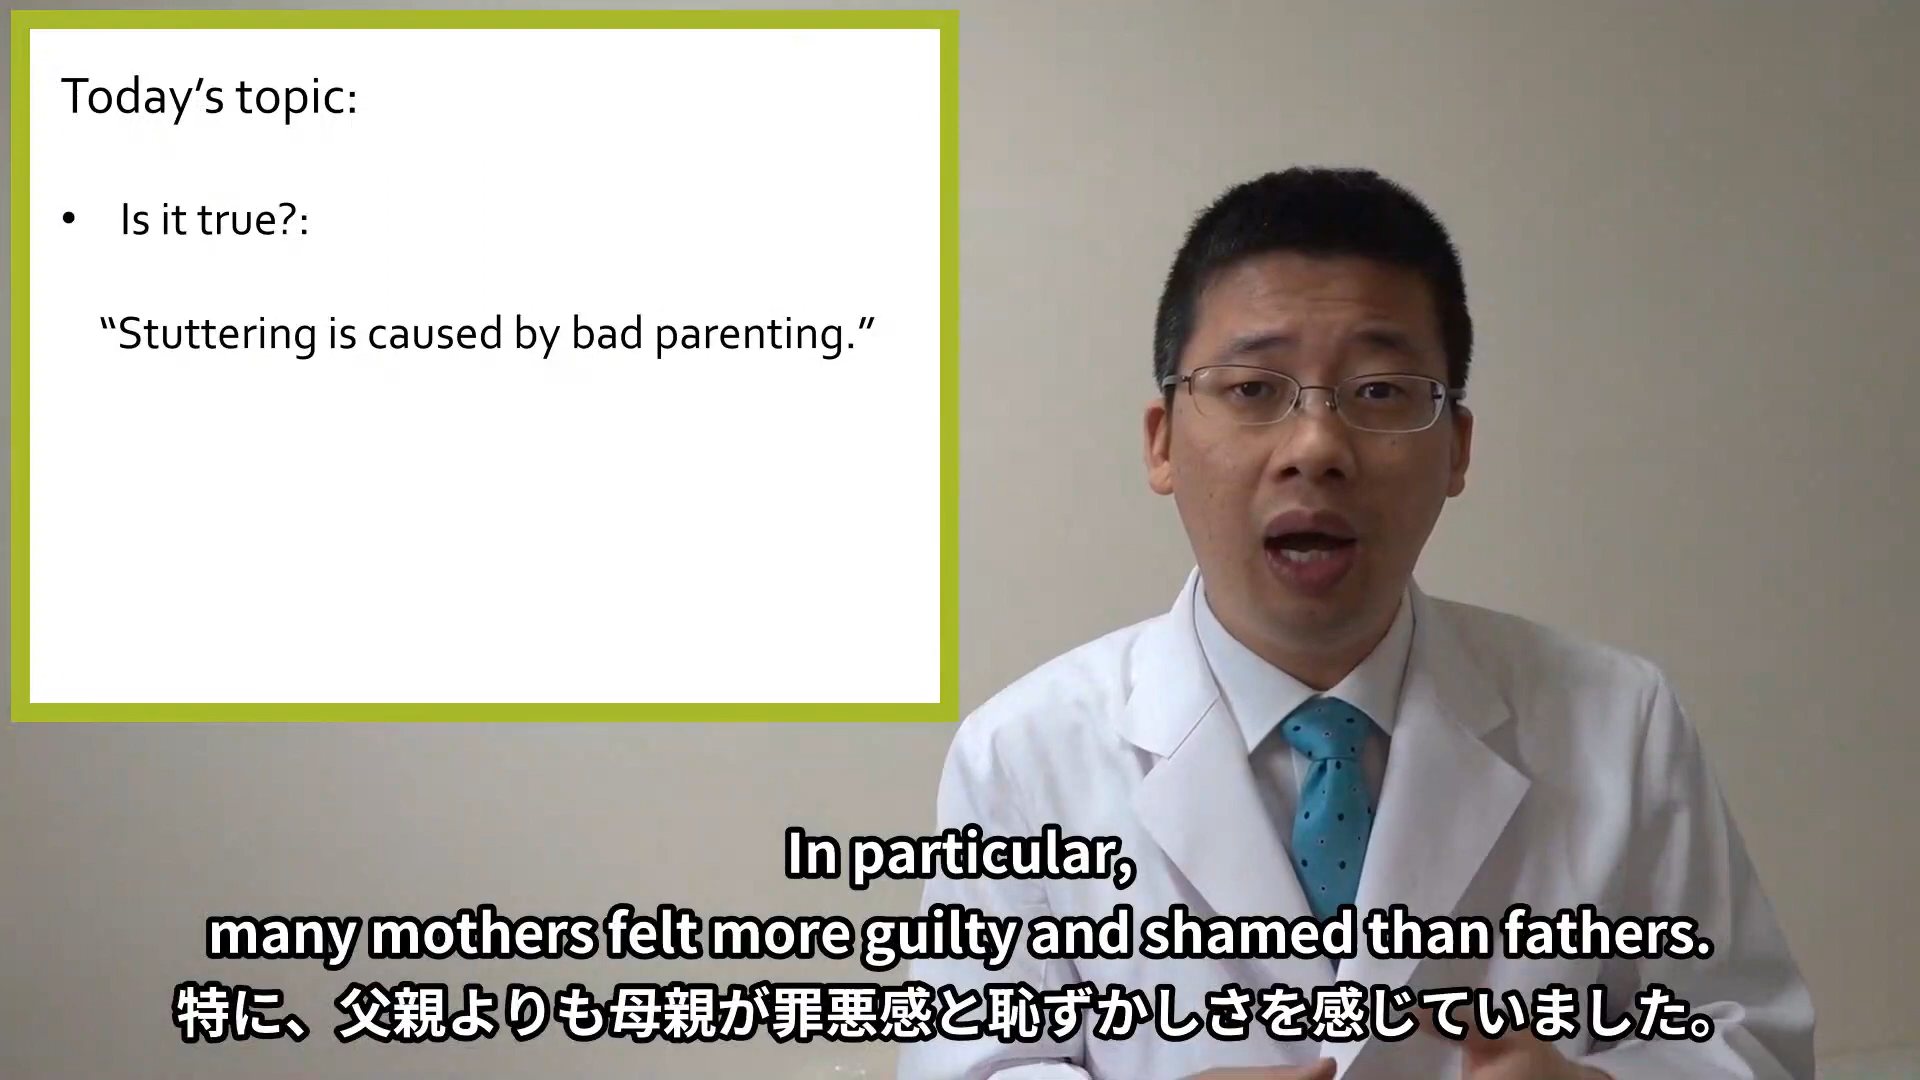 Today’s topic:
• Is it true?:
“Stuttering is caused by bad parenting.”
In particular,
many mothers felt more guilty and shamed than fathers.
特に、父親よりも母親が罪悪感と恥ずかしさを感じていました。